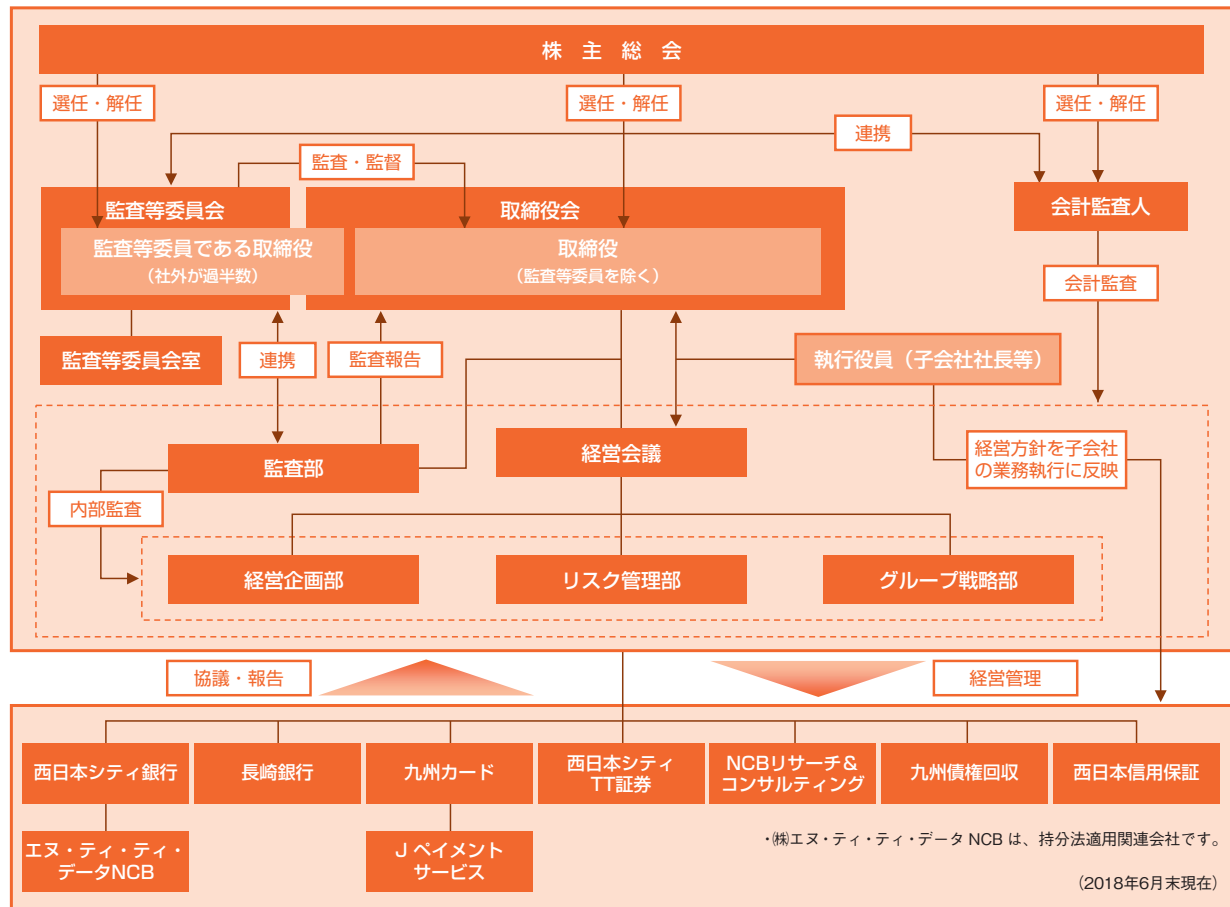 株主総会
選任・解任
選任・解任
選任・解任
連携
監査・監督
監査等委員会
取締役会
会計監査人
監査等委員である取締役
（社外が過半数）
取締役
（監査等委員を除く）
会計監査
監査等委員会室
連携
監査報告
執行役員（子会社社長等）
監査部
経営会議
経営方針を子会社
の業務執行に反映
内部監査
経営企画部
リスク管理部
グループ戦略部
協議・報告
経営管理
西日本シティ銀行
長崎銀行
九州カード
西日本シティ
TT証券
NCBリサーチ&
コンサルティング
九州債権回収
西日本信用保証
エヌ・ティ・ティ・
データNCB
J ペイメント
サービス
・㈱エヌ・ティ・ティ・データ NCB は、持分法適用関連会社です。
（2018年6月末現在）